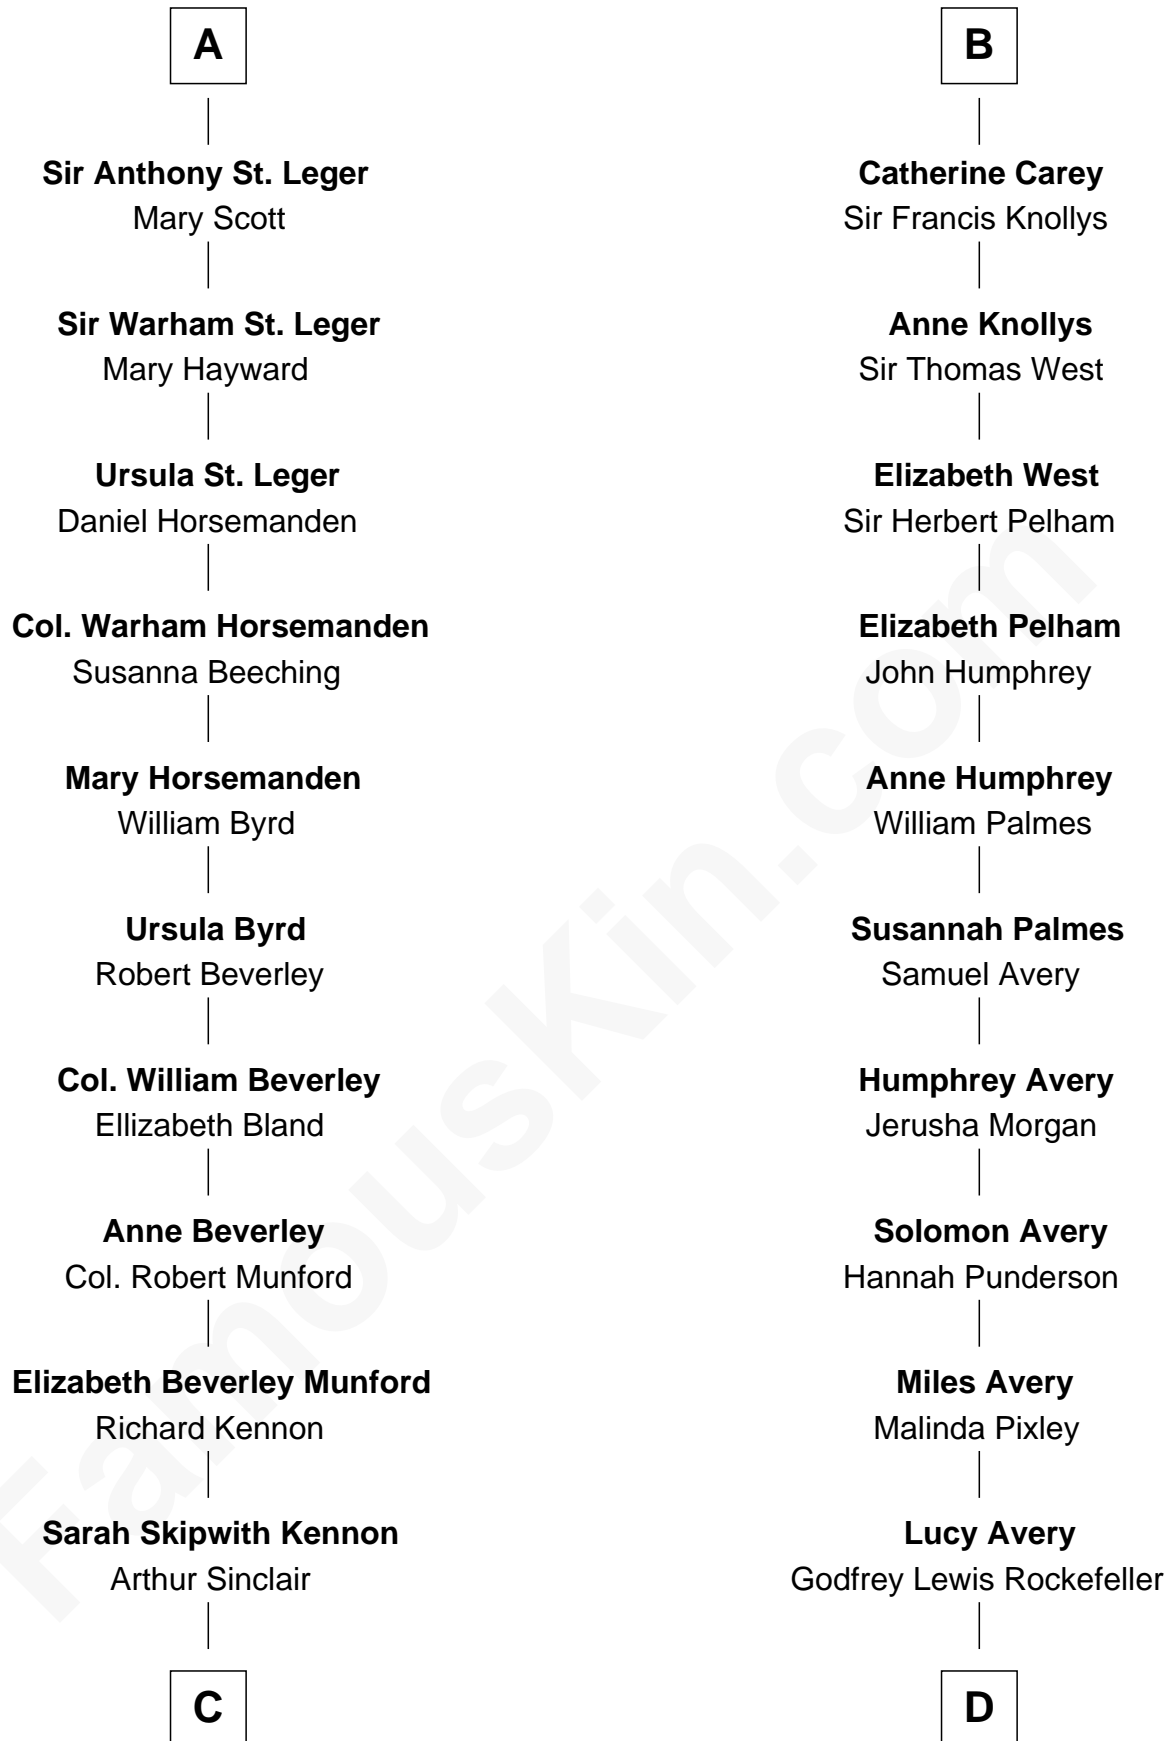 A
Sir Anthony St. Leger
Mary Scott
Sir Warham St. Leger
Mary Hayward
Ursula St. Leger
Daniel Horsemanden
Col. Warham Horsemanden
Susanna Beeching
Mary Horsemanden
William Byrd
Ursula Byrd
Robert Beverley
Col. William Beverley
Ellizabeth Bland
Anne Beverley
Col. Robert Munford
Elizabeth Beverley Munford
Richard Kennon
Sarah Skipwith Kennon
Arthur Sinclair
C
B
Catherine Carey
Sir Francis Knollys
Anne Knollys
Sir Thomas West
Elizabeth West
Sir Herbert Pelham
Elizabeth Pelham
John Humphrey
Anne Humphrey
William Palmes
Susannah Palmes
Samuel Avery
Humphrey Avery
Jerusha Morgan
Solomon Avery
Hannah Punderson
Miles Avery
Malinda Pixley
Lucy Avery
Godfrey Lewis Rockefeller
D
FamousKin.com